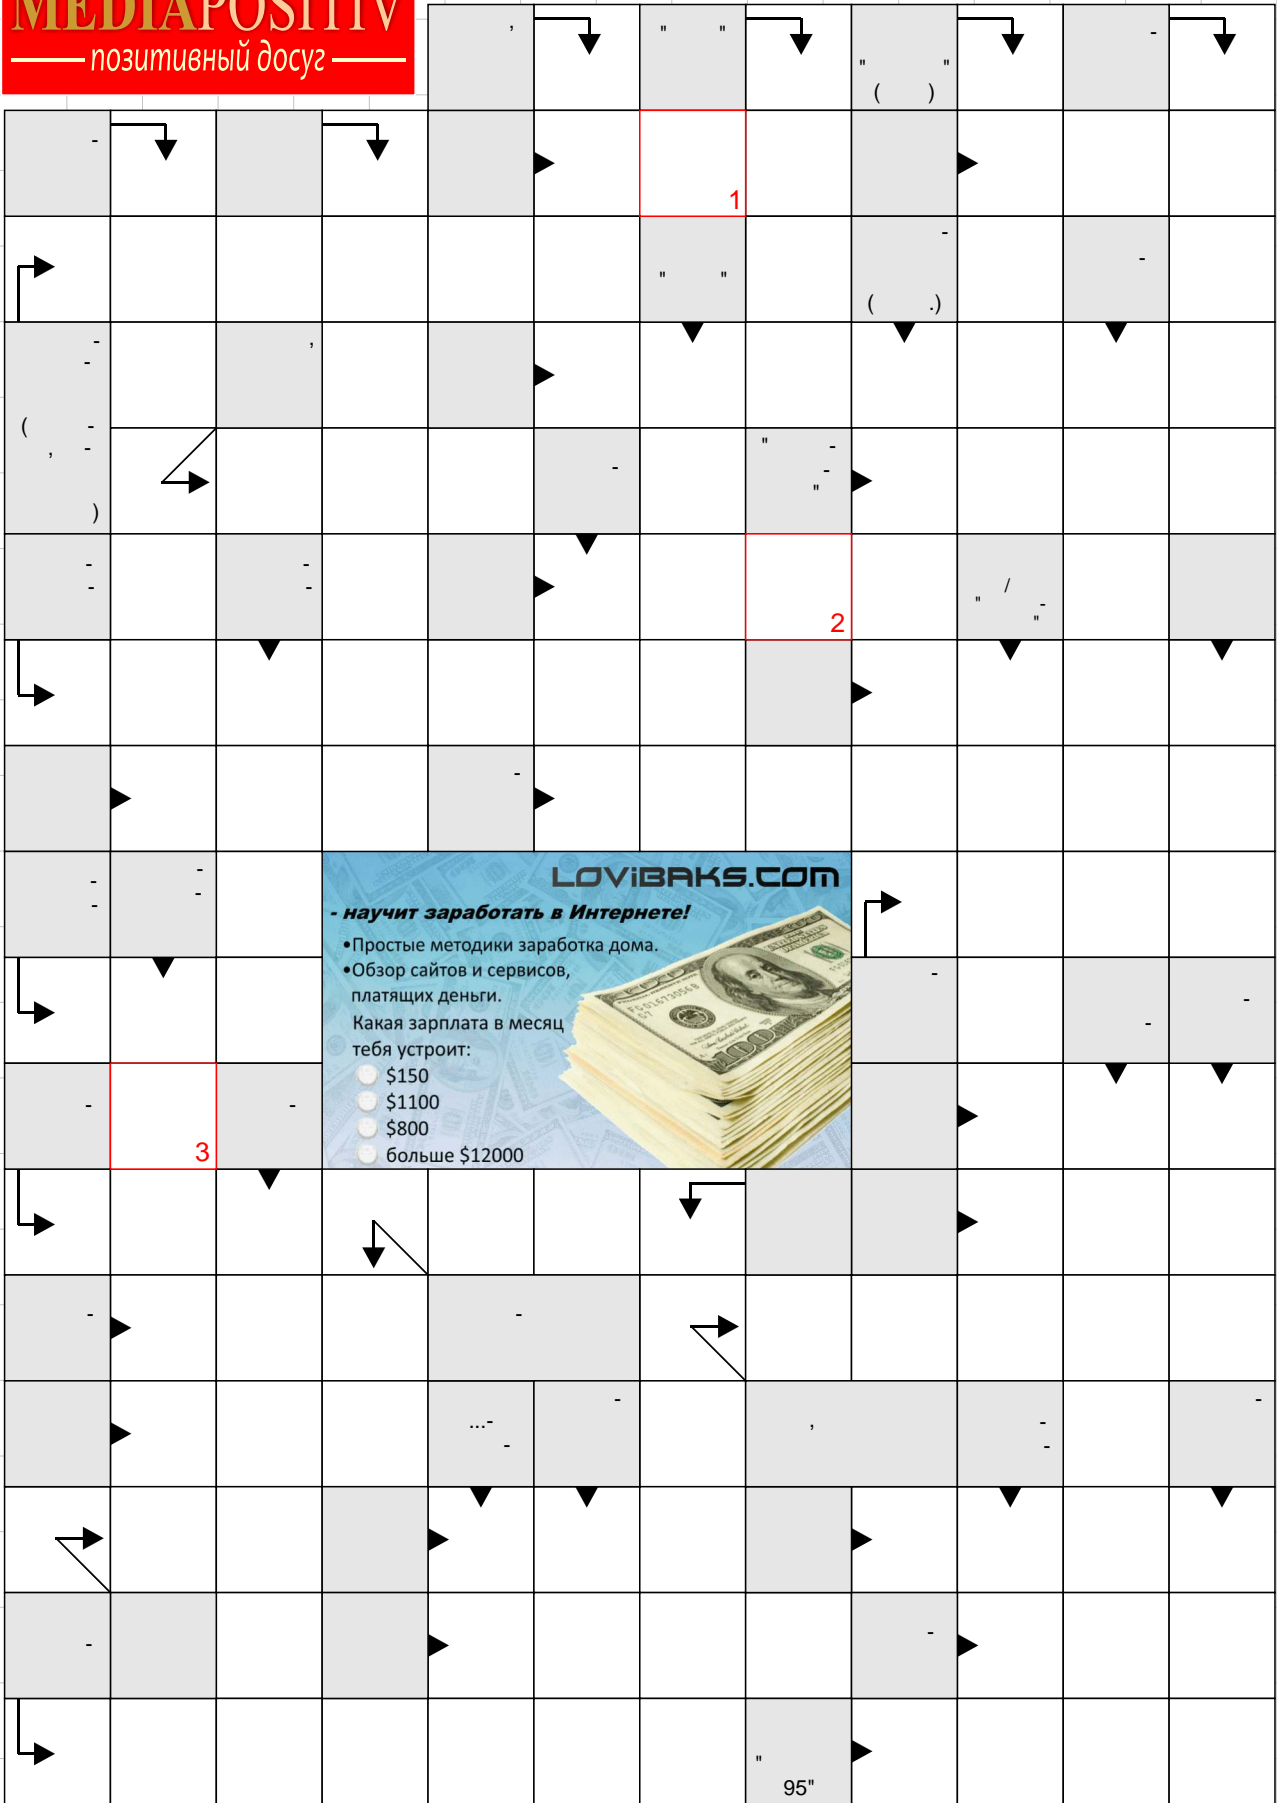 MEDIAPOSITIV
позитивный досуг
1
2
LOViBAKS.COM
- научит заработать в Интернете!
•Простые методики заработка дома.
•Обзор сайтов и сервисов,
платящих деньги.
Какая зарплата в месяц
тебя устроит:
$150
$1100
$800
больше $12000
3
95"